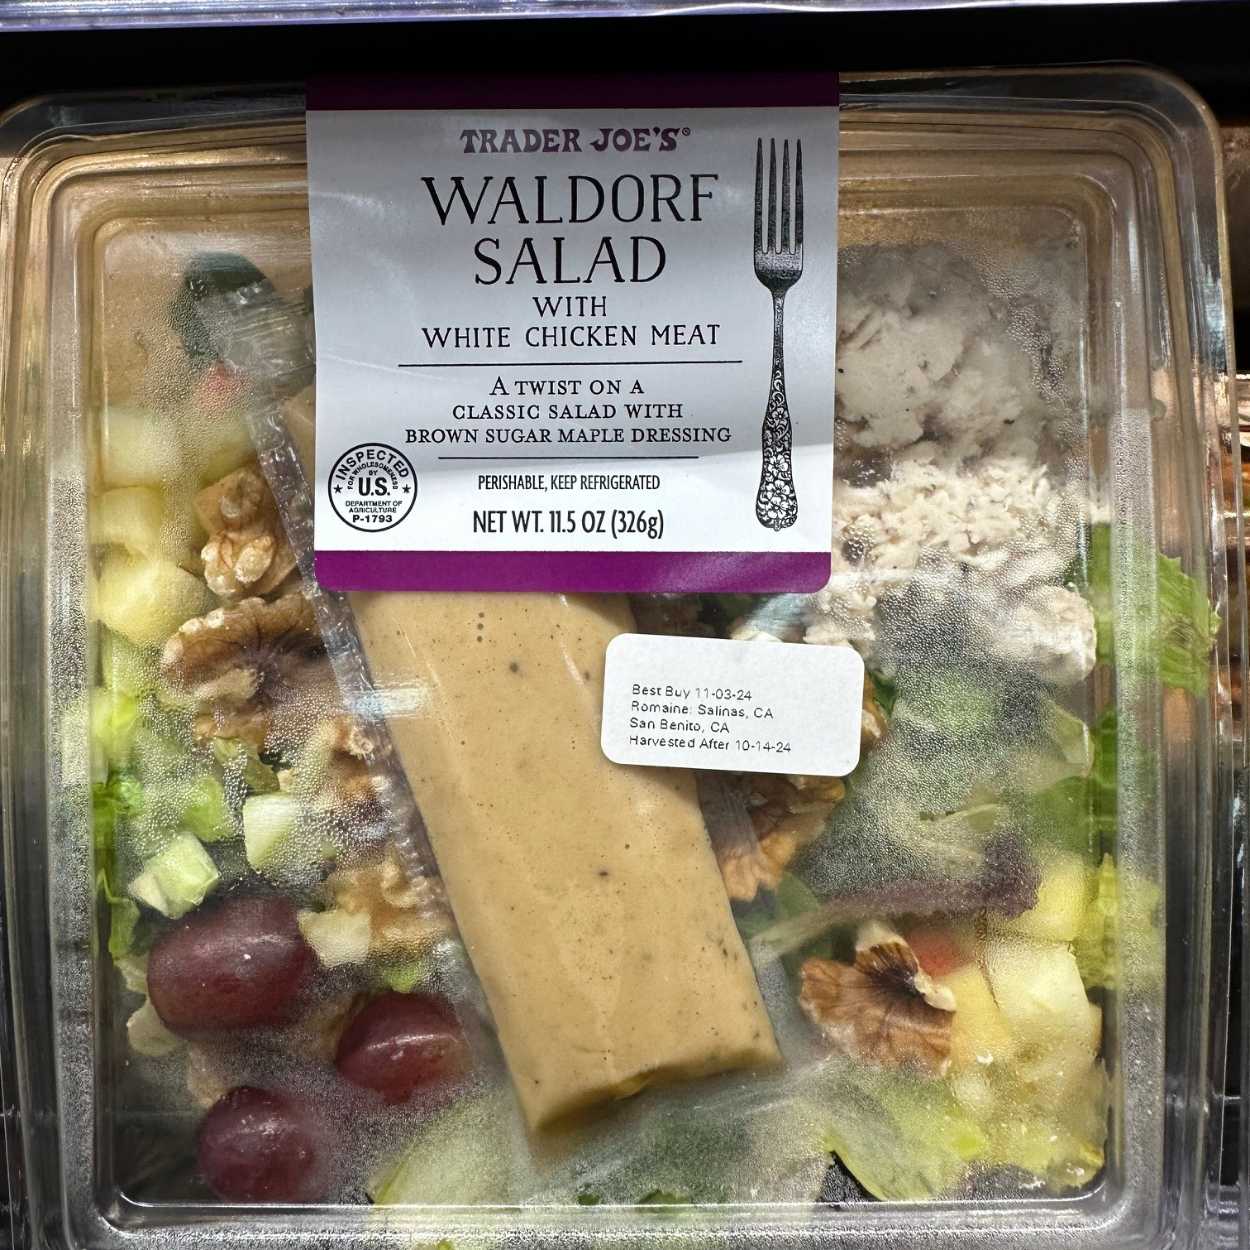 TRADER JOE'S®
WALDORF
SALAD
WITH
WHITE CHICKEN MEAT
A TWIST ON A
CLASSIC SALAD WITH
BROWN SUGAR MAPLE DRESSING
INSPECTED
FOR WHOLESOMENESS
BY
U.S.
DEPARTMENT OF
AGRICULTURE
P-1793
PERISHABLE, KEEP REFRIGERATED
NET WT. 11.5 OZ (326g)
Best Buy 11-03-24
Romaine: Salinas, CA
San Benito, CA
Harvested After 10-14-24